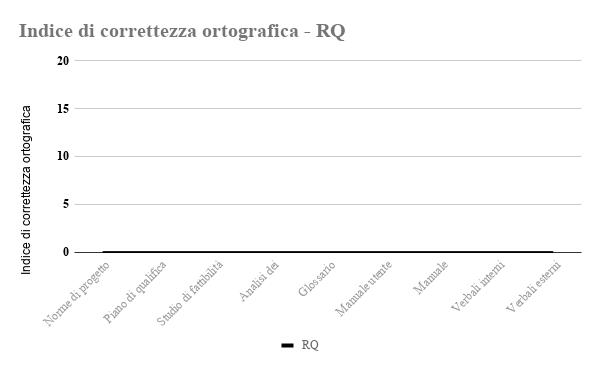 Indice di correttezza ortografica - RQ
Indice di correttezza ortografica
20
15
10
5
0
Norme di progetto
Piano di qualifica
Studio di fattibilità
Analisi dei
Glossario
Manuale utente
Manuale
Verbali interni
Verbali esterni
RQ